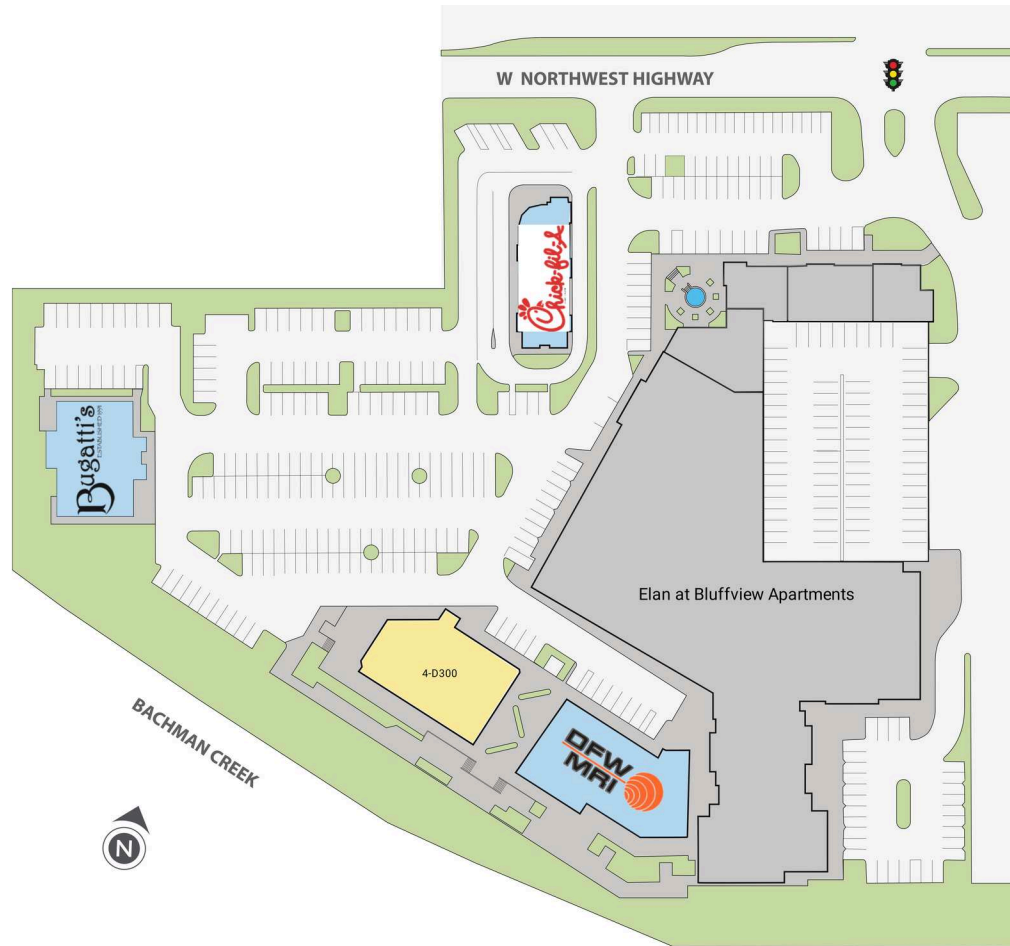 W NORTHWEST HIGHWAY
Chick-fil-A
Bugatti's
Elan at Bluffview Apartments
4-D300
DFW
MRI
BACHMAN CREEK
N